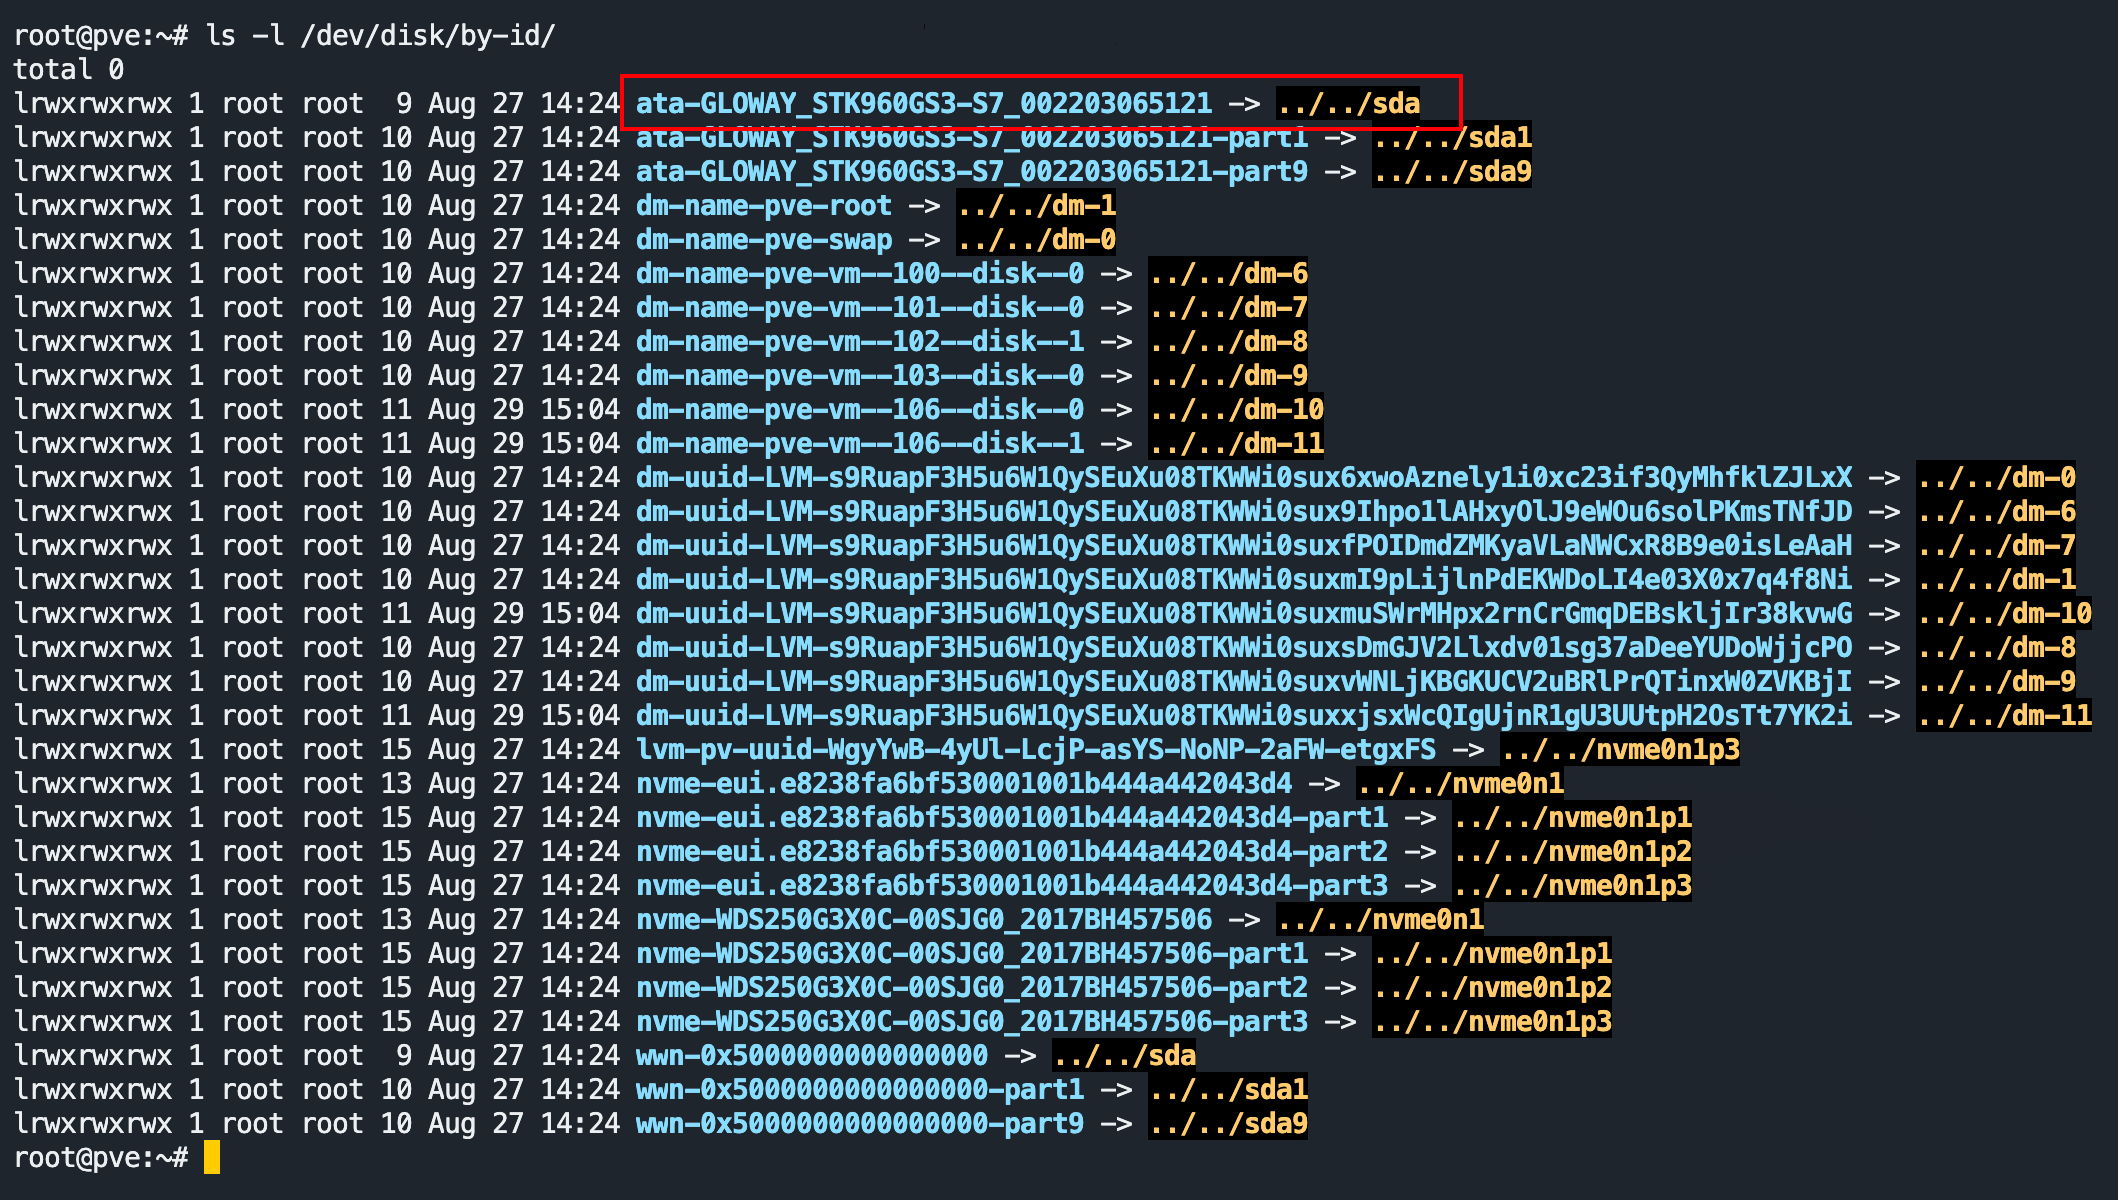 root@pve:~# ls -l /dev/disk/by-id/
total 0
lrwxrwxrwx 1 root root  9 Aug 27 14:24 ata-GLOWAY_STK960GS3-S7_002203065121 -> ../../sda
lrwxrwxrwx 1 root root 10 Aug 27 14:24 ata-GLOWAY_STK960GS3-S7_002203065121-part1 -> ../../sda1
lrwxrwxrwx 1 root root 10 Aug 27 14:24 ata-GLOWAY_STK960GS3-S7_002203065121-part9 -> ../../sda9
lrwxrwxrwx 1 root root 10 Aug 27 14:24 dm-name-pve-root -> ../../dm-1
lrwxrwxrwx 1 root root 10 Aug 27 14:24 dm-name-pve-swap -> ../../dm-0
lrwxrwxrwx 1 root root 10 Aug 27 14:24 dm-name-pve-vm--100--disk--0 -> ../../dm-6
lrwxrwxrwx 1 root root 10 Aug 27 14:24 dm-name-pve-vm--101--disk--0 -> ../../dm-7
lrwxrwxrwx 1 root root 10 Aug 27 14:24 dm-name-pve-vm--102--disk--1 -> ../../dm-8
lrwxrwxrwx 1 root root 10 Aug 27 14:24 dm-name-pve-vm--103--disk--0 -> ../../dm-9
lrwxrwxrwx 1 root root 11 Aug 29 15:04 dm-name-pve-vm--106--disk--0 -> ../../dm-10
lrwxrwxrwx 1 root root 11 Aug 29 15:04 dm-name-pve-vm--106--disk--1 -> ../../dm-11
lrwxrwxrwx 1 root root 10 Aug 27 14:24 dm-uuid-LVM-s9RuapF3H5u6W1QySEuXu08TKWWi0sux6xwoAznely1i0xc23if3QyMhfklZJLxX -> ../../dm-0
lrwxrwxrwx 1 root root 10 Aug 27 14:24 dm-uuid-LVM-s9RuapF3H5u6W1QySEuXu08TKWWi0sux9Ihpo1lAHxyOlJ9eWOu6solPKmsTNfJD -> ../../dm-6
lrwxrwxrwx 1 root root 10 Aug 27 14:24 dm-uuid-LVM-s9RuapF3H5u6W1QySEuXu08TKWWi0suxfPOIDmdZMKyaVLaNWCxR8B9e0isLeAaH -> ../../dm-7
lrwxrwxrwx 1 root root 10 Aug 27 14:24 dm-uuid-LVM-s9RuapF3H5u6W1QySEuXu08TKWWi0suxmI9pLijlnPdEKWDoLI4e03X0x7q4f8Ni -> ../../dm-1
lrwxrwxrwx 1 root root 11 Aug 29 15:04 dm-uuid-LVM-s9RuapF3H5u6W1QySEuXu08TKWWi0suxmuSWrMHpx2rnCrGmqDEBskljIr38kvwG -> ../../dm-10
lrwxrwxrwx 1 root root 10 Aug 27 14:24 dm-uuid-LVM-s9RuapF3H5u6W1QySEuXu08TKWWi0suxsDmGJV2Llxdv01sg37aDeeYUDoWjjcPO -> ../../dm-8
lrwxrwxrwx 1 root root 10 Aug 27 14:24 dm-uuid-LVM-s9RuapF3H5u6W1QySEuXu08TKWWi0suxvWNLjKBGKUCV2uBRlPrQTinxW0ZVKBjI -> ../../dm-9
lrwxrwxrwx 1 root root 11 Aug 29 15:04 dm-uuid-LVM-s9RuapF3H5u6W1QySEuXu08TKWWi0suxxjsxWcQIgUjnR1gU3UUtpH2OsTt7YK2i -> ../../dm-11
lrwxrwxrwx 1 root root 15 Aug 27 14:24 lvm-pv-uuid-WgyYwB-4yUl-LcjP-asYS-NoNP-2aFW-etgxFS -> ../../nvme0n1p3
lrwxrwxrwx 1 root root 13 Aug 27 14:24 nvme-eui.e8238fa6bf530001001b444a442043d4 -> ../../nvme0n1
lrwxrwxrwx 1 root root 15 Aug 27 14:24 nvme-eui.e8238fa6bf530001001b444a442043d4-part1 -> ../../nvme0n1p1
lrwxrwxrwx 1 root root 15 Aug 27 14:24 nvme-eui.e8238fa6bf530001001b444a442043d4-part2 -> ../../nvme0n1p2
lrwxrwxrwx 1 root root 15 Aug 27 14:24 nvme-eui.e8238fa6bf530001001b444a442043d4-part3 -> ../../nvme0n1p3
lrwxrwxrwx 1 root root 13 Aug 27 14:24 nvme-WDS250G3X0C-00SJG0_2017BH457506 -> ../../nvme0n1
lrwxrwxrwx 1 root root 15 Aug 27 14:24 nvme-WDS250G3X0C-00SJG0_2017BH457506-part1 -> ../../nvme0n1p1
lrwxrwxrwx 1 root root 15 Aug 27 14:24 nvme-WDS250G3X0C-00SJG0_2017BH457506-part2 -> ../../nvme0n1p2
lrwxrwxrwx 1 root root 15 Aug 27 14:24 nvme-WDS250G3X0C-00SJG0_2017BH457506-part3 -> ../../nvme0n1p3
lrwxrwxrwx 1 root root  9 Aug 27 14:24 wwn-0x5000000000000000 -> ../../sda
lrwxrwxrwx 1 root root 10 Aug 27 14:24 wwn-0x5000000000000000-part1 -> ../../sda1
lrwxrwxrwx 1 root root 10 Aug 27 14:24 wwn-0x5000000000000000-part9 -> ../../sda9
root@pve:~#